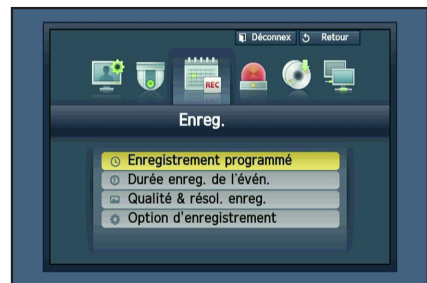 Déconnex Retour
REC
Enreg.
Enregistrement programmé
Durée enreg. de l'évén.
Qualité & résol. enreg.
Option d'enregistrement